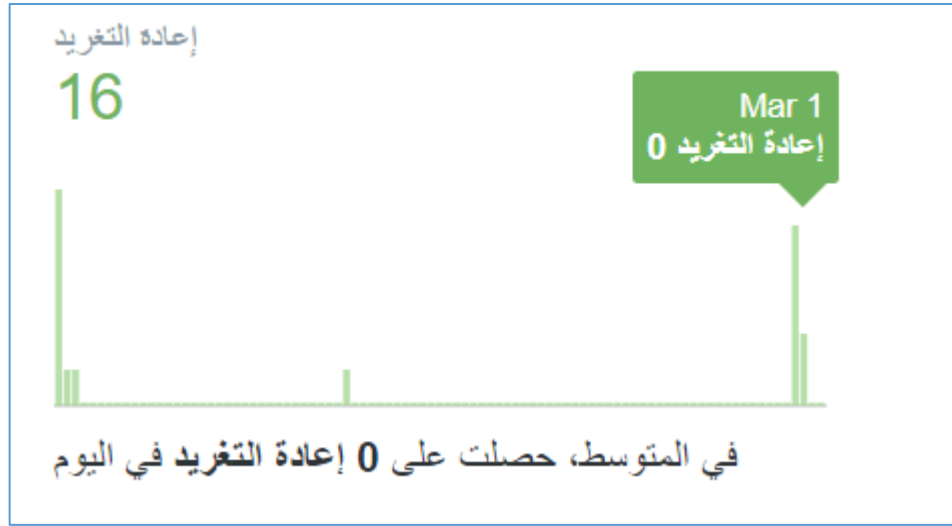 إعادة التغريد
16
Mar 1
إعادة التغريد 0
في المتوسط، حصلت على 0 إعادة التغريد في اليوم